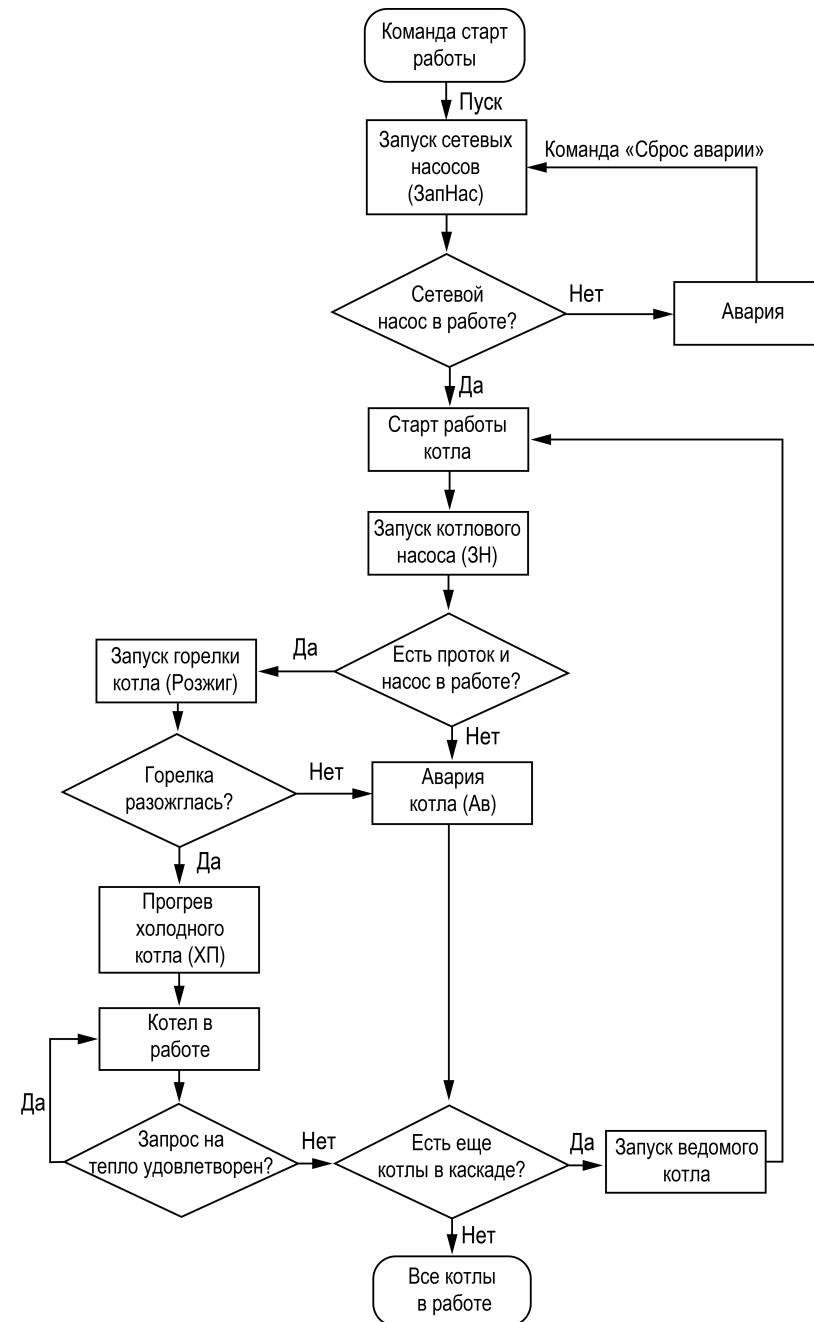 Команда старт
работы
Пуск
Запуск сетевых
насосов
(ЗапНас)
Команда «Сброс аварии»
Сетевой
насос в работе?
Нет
Авария
Да
Старт работы
котла
Запуск котлового
насоса (ЗН)
Есть проток и
насос в работе?
Да
Запуск горелки
котла (Розжиг)
Нет
Горелка
разожглась?
Нет
Авария
котла (Ав)
Да
Прогрев
холодного
котла (ХП)
Котел в
работе
Да
Запрос на
тепло удовлетворен?
Нет
Есть еще
котлы в каскаде?
Да
Запуск ведомого
котла
Нет
Все котлы
в работе